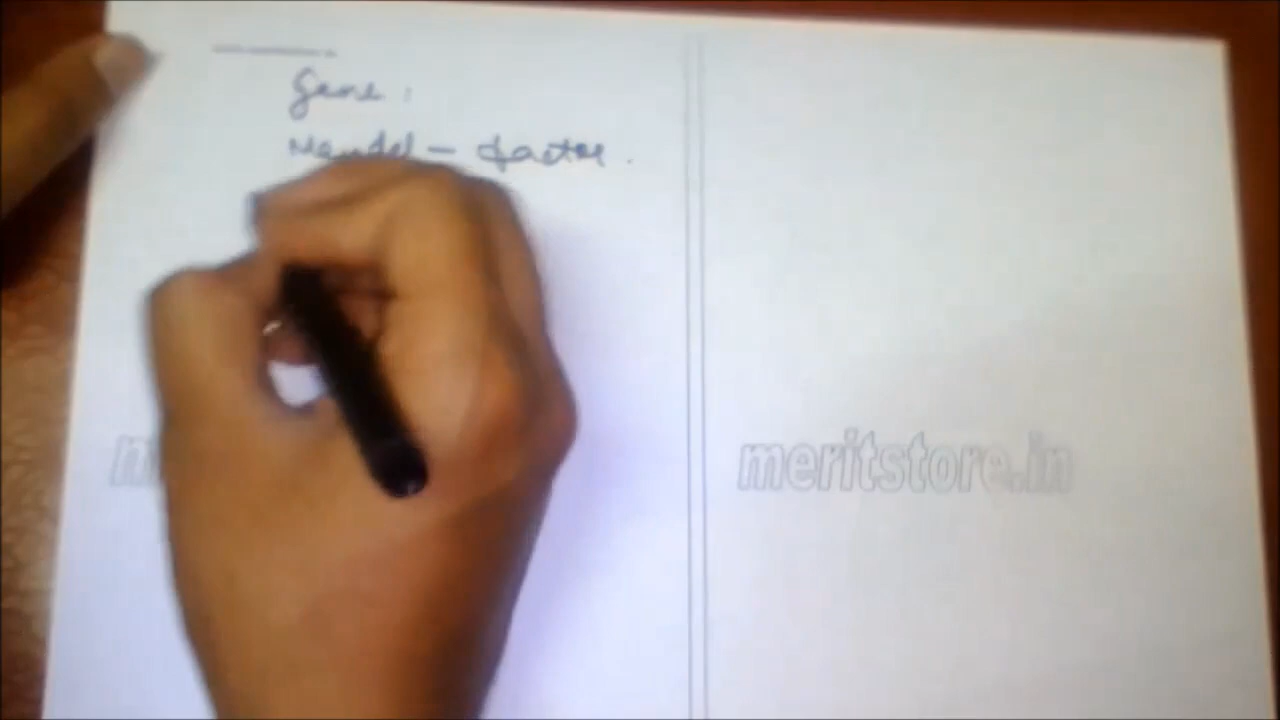 Gene :
Mendel - factor .
meritstore.in